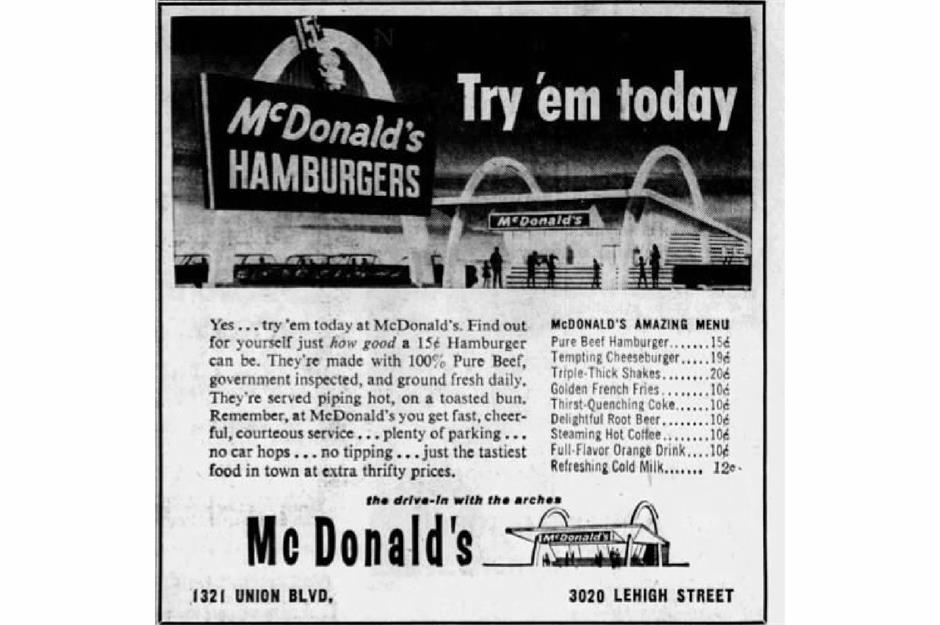 15¢
McDonald's
HAMBURGERS
Try 'em today
McDonald's
Yes... try 'em today at McDonald's. Find out
for yourself just how good a 15¢ Hamburger
can be. They're made with 100% Pure Beef,
government inspected, and ground fresh daily.
They're served piping hot, on a toasted bun.
Remember, at McDonald's you get fast, cheer-
ful, courteous service... plenty of parking...
no car hops... no tipping... just the tastiest
food in town at extra thrifty prices.
McDONALD'S AMAZING MENU
Pure Beef Hamburger.......15¢
Tempting Cheeseburger.....19¢
Triple-Thick Shakes........20¢
Golden French Fries........10¢
Thirst-Quenching Coke......10¢
Delightful Root Beer........10¢
Steaming Hot Coffee........10¢
Full-Flavor Orange Drink....10¢
Refreshing Cold Milk....... 12¢
the drive-in with the arches
McDonald's
McDonald's
1321 UNION BLVD.
3020 LEHIGH STREET